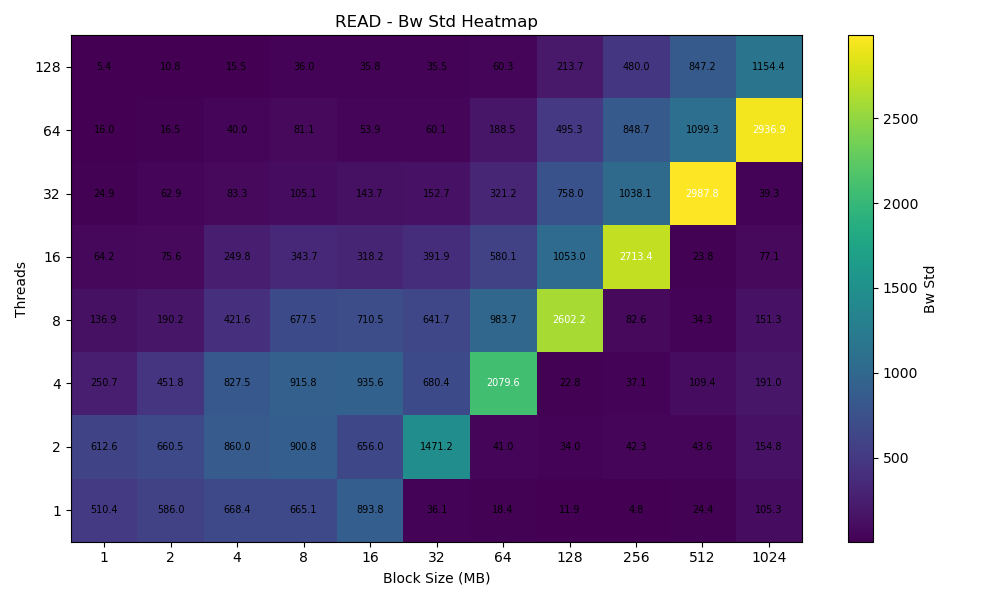 READ - Bw Std Heatmap
128 5.4 10.8 15.5 36.0 35.8 35.5 60.3 213.7 480.0 847.2 1154.4
64 16.0 16.5 40.0 81.1 53.9 60.1 188.5 495.3 848.7 1099.3 2936.9
32 24.9 62.9 83.3 105.1 143.7 152.7 321.2 758.0 1038.1 2987.8 39.3
16 64.2 75.6 249.8 343.7 318.2 391.9 580.1 1053.0 2713.4 23.8 77.1
8 136.9 190.2 421.6 677.5 710.5 641.7 983.7 2602.2 82.6 34.3 151.3
4 250.7 451.8 827.5 915.8 935.6 680.4 2079.6 22.8 37.1 109.4 191.0
2 612.6 660.5 860.0 900.8 656.0 1471.2 41.0 34.0 42.3 43.6 154.8
1 510.4 586.0 668.4 665.1 893.8 36.1 18.4 11.9 4.8 24.4 105.3
1 2 4 8 16 32 64 128 256 512 1024
Block Size (MB)
Threads
2500
2000
1500
1000
500
Bw Std